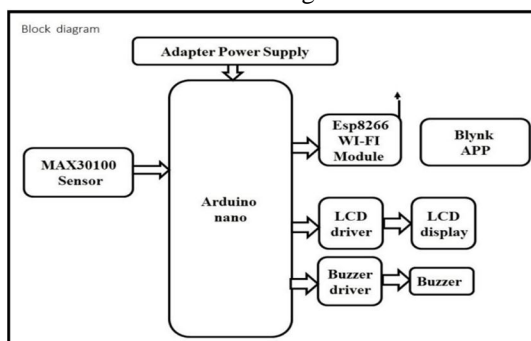 Block diagram
Adapter Power Supply
Esp8266
WI-FI
Module
Blynk
APP
MAX30100
Sensor
Arduino
nano
LCD
driver
LCD
display
Buzzer
driver
Buzzer